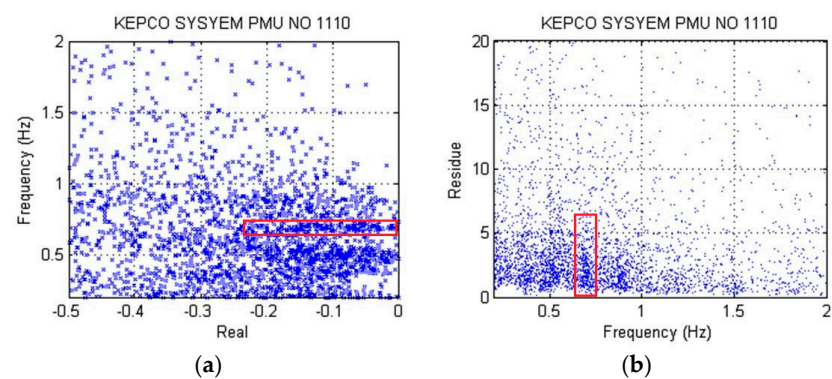 KEPCO SYSYEM PMU NO 1110
2
1.5
1
0.5
Frequency (Hz)
-0.5 -0.4 -0.3 -0.2 -0.1 0
Real
(a)
KEPCO SYSYEM PMU NO 1110
20
15
10
5
0
Residue
0.5 1 1.5 2
Frequency (Hz)
(b)